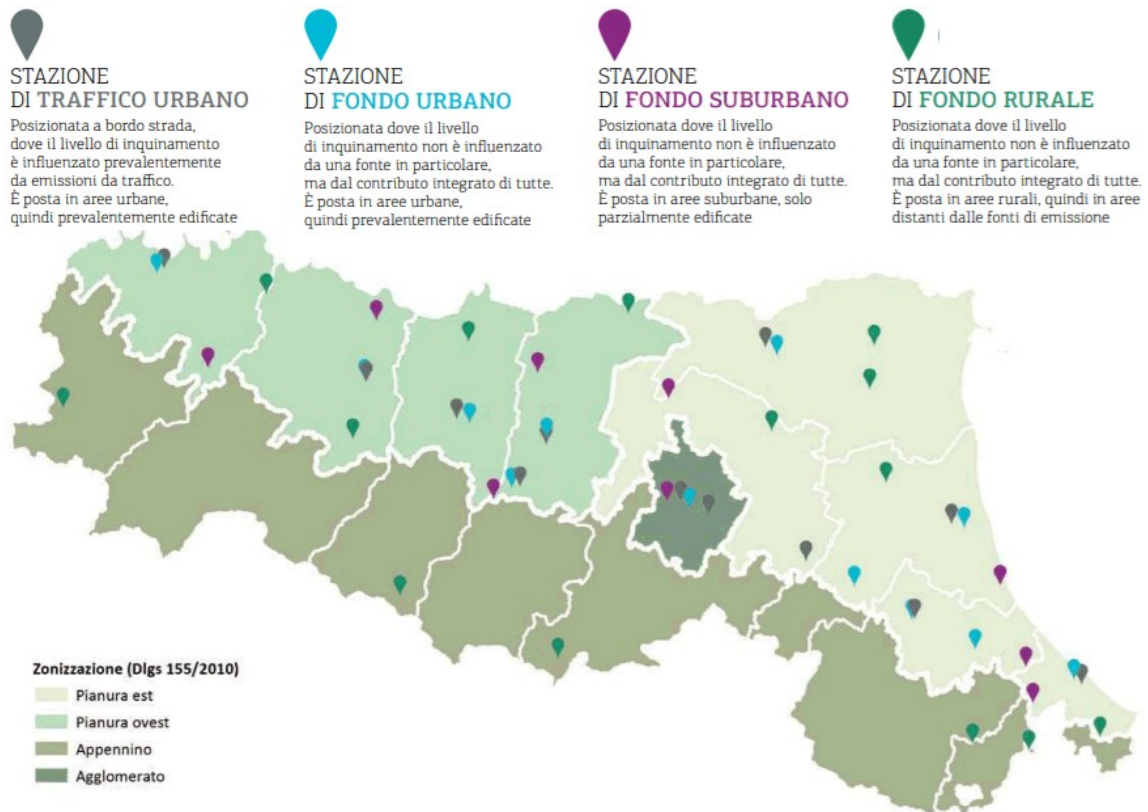 STAZIONE
DI TRAFFICO URBANO
Posizionata a bordo strada,
dove il livello di inquinamento
è influenzato prevalentemente
da emissioni da traffico.
È posta in aree urbane,
quindi prevalentemente edificate
STAZIONE
DI FONDO URBANO
Posizionata dove il livello
di inquinamento non è influenzato
da una fonte in particolare,
ma dal contributo integrato di tutte.
È posta in aree urbane,
quindi prevalentemente edificate
STAZIONE
DI FONDO SUBURBANO
Posizionata dove il livello
di inquinamento non è influenzato
da una fonte in particolare,
ma dal contributo integrato di tutte.
È posta in aree suburbane, solo
parzialmente edificate
STAZIONE
DI FONDO RURALE
Posizionata dove il livello
di inquinamento non è influenzato
da una fonte in particolare,
ma dal contributo integrato di tutte.
È posta in aree rurali, quindi in aree
distanti dalle fonti di emissione
Zonizzazione (Dlgs 155/2010)
Pianura est
Pianura ovest
Appennino
Agglomerato